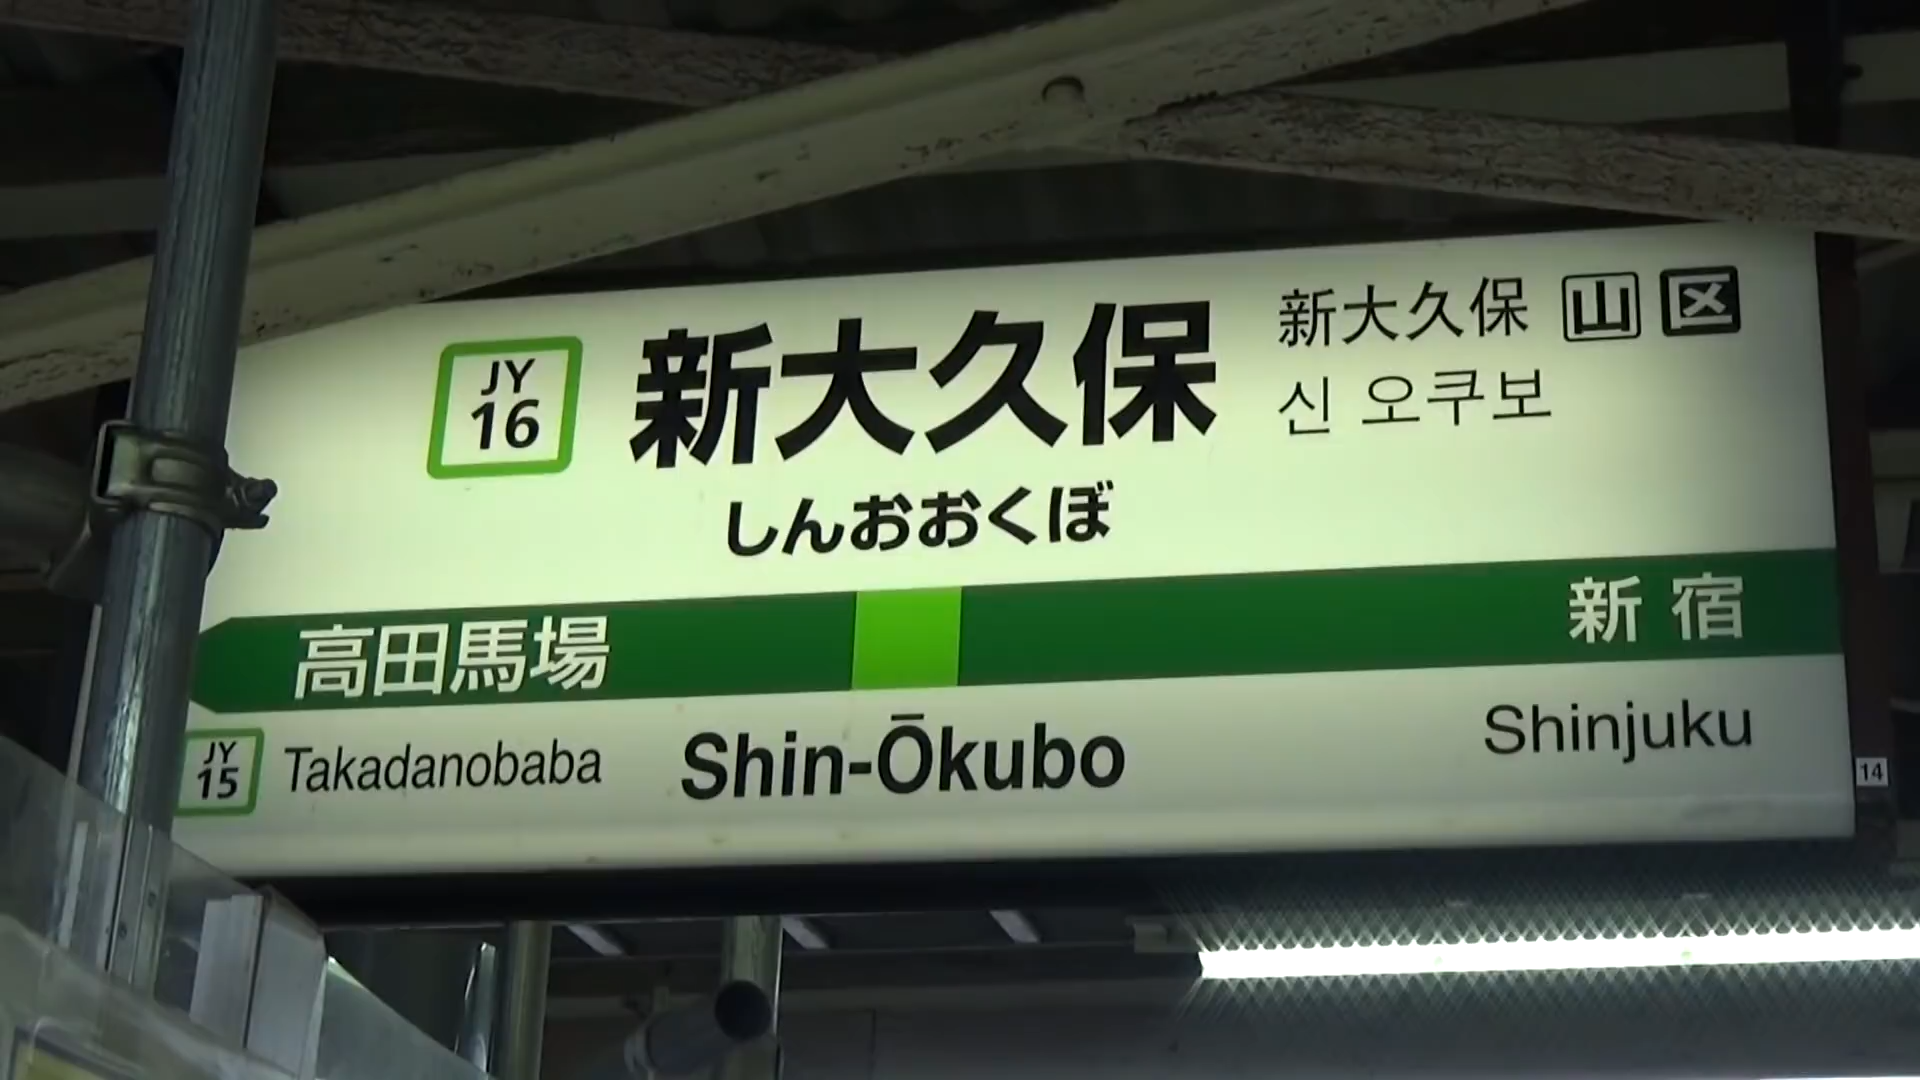 JY
16
新大久保
新大久保 山 区
신 오쿠보
しんおおくぼ
高田馬場
新宿
JY
15
Takadanobaba
Shin-Ōkubo
Shinjuku
14